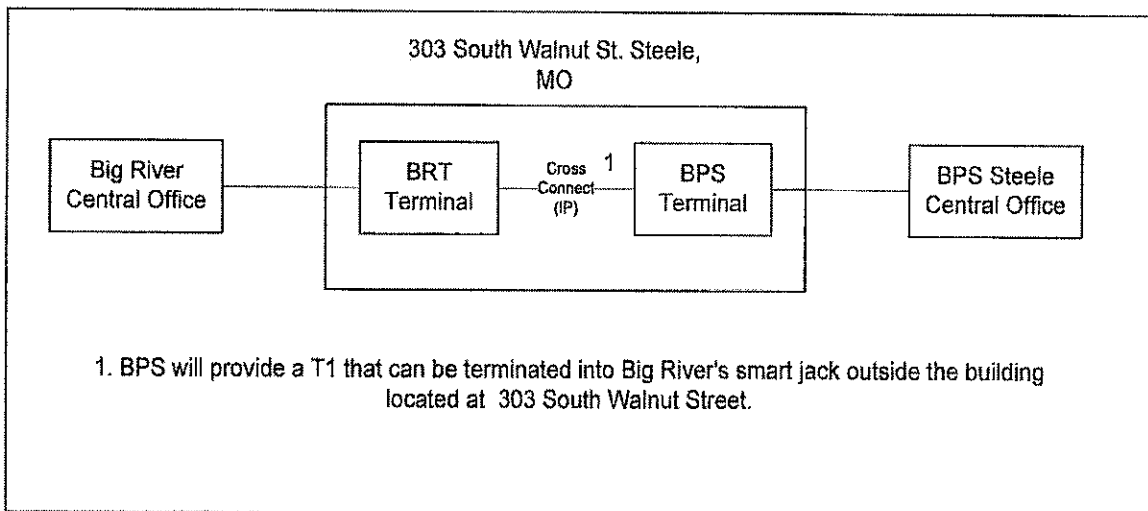 303 South Walnut St. Steele,
MO
Big River
Central Office
BRT
Terminal
Cross
Connect
(IP)
1
BPS
Terminal
BPS Steele
Central Office
1. BPS will provide a T1 that can be terminated into Big River's smart jack outside the building
located at 303 South Walnut Street.